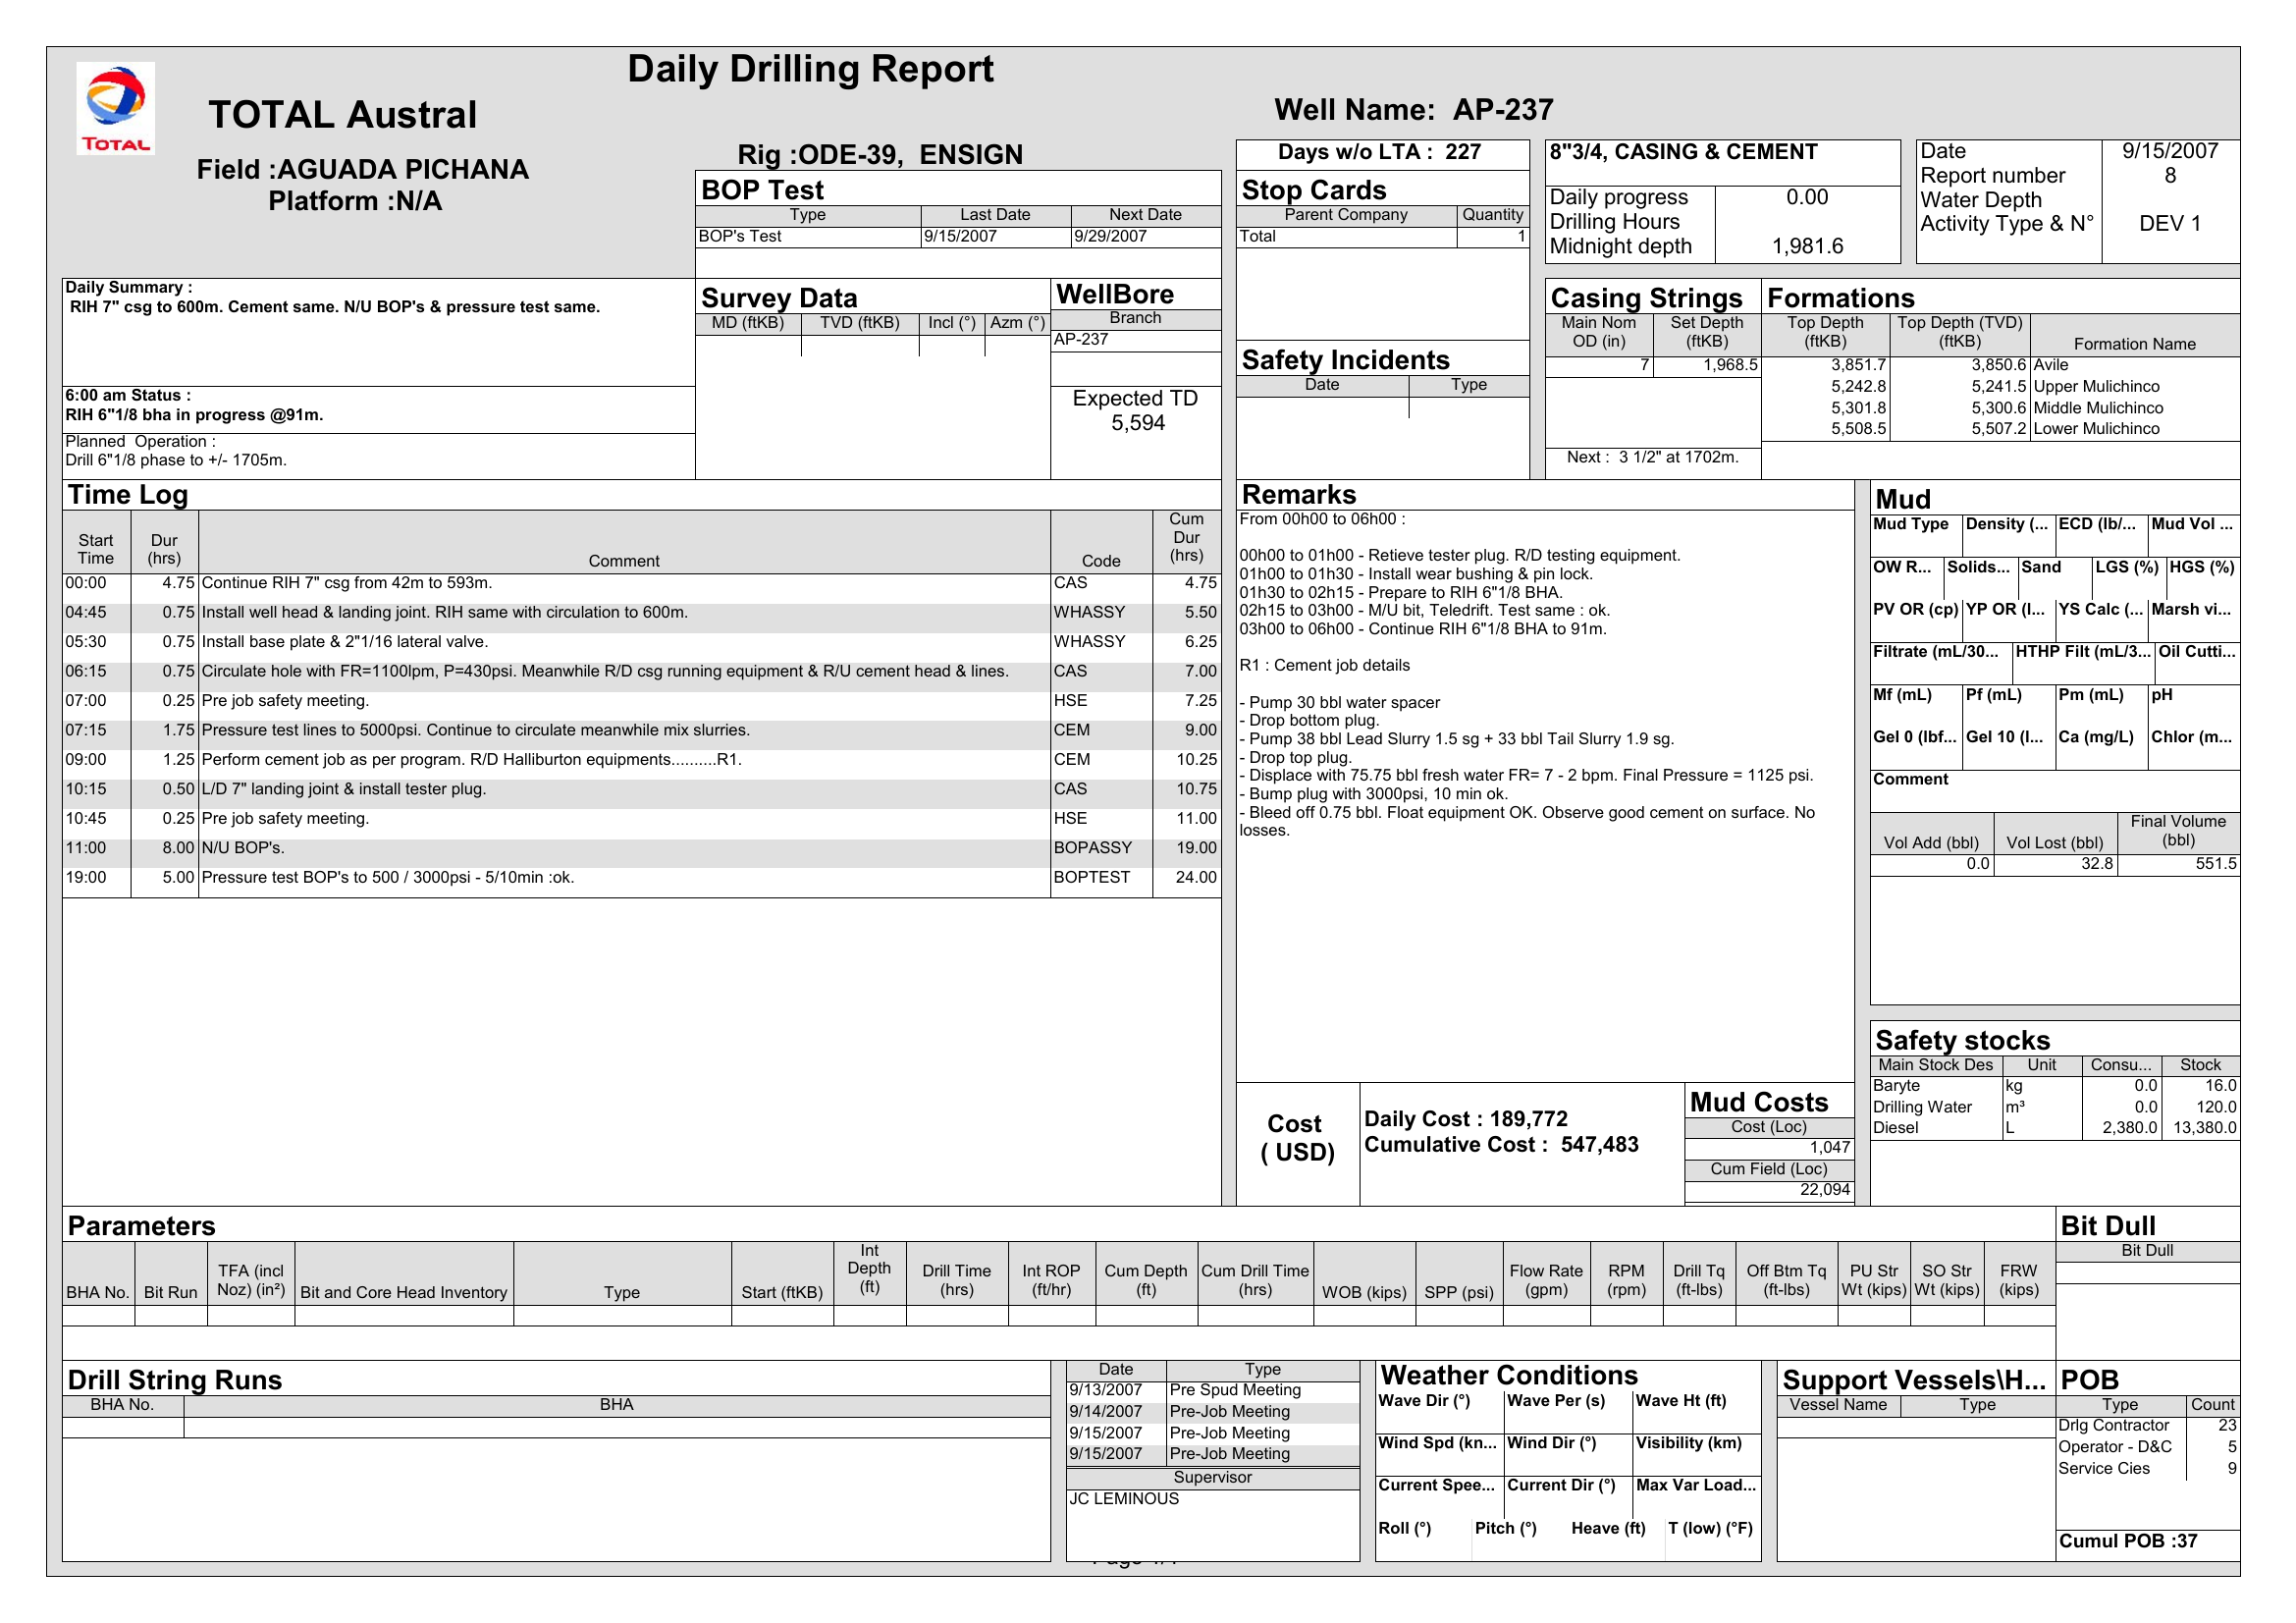 Daily Drilling Report
TOTAL
TOTAL Austral
Well Name: AP-237
Field :AGUADA PICHANA
Platform :N/A
Rig :ODE-39, ENSIGN
BOP Test
Type Last Date Next Date
BOP's Test 9/15/2007 9/29/2007
Days w/o LTA : 227
Stop Cards
Parent Company Quantity
Total 1
8"3/4, CASING & CEMENT
Daily progress 0.00
Drilling Hours
Midnight depth 1,981.6
Date 9/15/2007
Report number 8
Water Depth
Activity Type & N° DEV 1
Daily Summary :
RIH 7" csg to 600m. Cement same. N/U BOP's & pressure test same.
6:00 am Status :
RIH 6"1/8 bha in progress @91m.
Planned Operation :
Drill 6"1/8 phase to +/- 1705m.
Survey Data
MD (ftKB) TVD (ftKB) Incl (°) Azm (°)
WellBore
Branch
AP-237
Expected TD
5,594
Safety Incidents
Date Type
Casing Strings
Main Nom OD (in) Set Depth (ftKB)
7 1,968.5
Next : 3 1/2" at 1702m.
Formations
Top Depth (ftKB) Top Depth (TVD) (ftKB) Formation Name
3,851.7 3,850.6 Avile
5,242.8 5,241.5 Upper Mulichinco
5,301.8 5,300.6 Middle Mulichinco
5,508.5 5,507.2 Lower Mulichinco
Time Log
Start Time Dur (hrs) Comment Code Cum Dur (hrs)
00:00 4.75 Continue RIH 7" csg from 42m to 593m. CAS 4.75
04:45 0.75 Install well head & landing joint. RIH same with circulation to 600m. WHASSY 5.50
05:30 0.75 Install base plate & 2"1/16 lateral valve. WHASSY 6.25
06:15 0.75 Circulate hole with FR=1100lpm, P=430psi. Meanwhile R/D csg running equipment & R/U cement head & lines. CAS 7.00
07:00 0.25 Pre job safety meeting. HSE 7.25
07:15 1.75 Pressure test lines to 5000psi. Continue to circulate meanwhile mix slurries. CEM 9.00
09:00 1.25 Perform cement job as per program. R/D Halliburton equipments..........R1. CEM 10.25
10:15 0.50 L/D 7" landing joint & install tester plug. CAS 10.75
10:45 0.25 Pre job safety meeting. HSE 11.00
11:00 8.00 N/U BOP's. BOPASSY 19.00
19:00 5.00 Pressure test BOP's to 500 / 3000psi - 5/10min :ok. BOPTEST 24.00
Remarks
From 00h00 to 06h00 :
00h00 to 01h00 - Retieve tester plug. R/D testing equipment.
01h00 to 01h30 - Install wear bushing & pin lock.
01h30 to 02h15 - Prepare to RIH 6"1/8 BHA.
02h15 to 03h00 - M/U bit, Teledrift. Test same : ok.
03h00 to 06h00 - Continue RIH 6"1/8 BHA to 91m.
R1 : Cement job details
- Pump 30 bbl water spacer
- Drop bottom plug.
- Pump 38 bbl Lead Slurry 1.5 sg + 33 bbl Tail Slurry 1.9 sg.
- Drop top plug.
- Displace with 75.75 bbl fresh water FR= 7 - 2 bpm. Final Pressure = 1125 psi.
- Bump plug with 3000psi, 10 min ok.
- Bleed off 0.75 bbl. Float equipment OK. Observe good cement on surface. No
losses.
Mud
Mud Type Density (... ECD (lb/... Mud Vol ...
OW R... Solids... Sand LGS (%) HGS (%)
PV OR (cp) YP OR (l... YS Calc (... Marsh vi...
Filtrate (mL/30... HTHP Filt (mL/3... Oil Cutti...
Mf (mL) Pf (mL) Pm (mL) pH
Gel 0 (lbf... Gel 10 (l... Ca (mg/L) Chlor (m...
Comment
Vol Add (bbl) Vol Lost (bbl) Final Volume (bbl)
0.0 32.8 551.5
Safety stocks
Main Stock Des Unit Consu... Stock
Baryte kg 0.0 16.0
Drilling Water m³ 0.0 120.0
Diesel L 2,380.0 13,380.0
Cost
( USD)
Daily Cost : 189,772
Cumulative Cost : 547,483
Mud Costs
Cost (Loc)
1,047
Cum Field (Loc)
22,094
Parameters
BHA No. Bit Run TFA (incl Noz) (in²) Bit and Core Head Inventory Type Start (ftKB) Int Depth (ft) Drill Time (hrs) Int ROP (ft/hr) Cum Depth (ft) Cum Drill Time (hrs) WOB (kips) SPP (psi) Flow Rate (gpm) RPM (rpm) Drill Tq (ft-lbs) Off Btm Tq (ft-lbs) PU Str Wt (kips) SO Str Wt (kips) FRW (kips)
Bit Dull
Bit Dull
Drill String Runs
BHA No. BHA
Date Type
9/13/2007 Pre Spud Meeting
9/14/2007 Pre-Job Meeting
9/15/2007 Pre-Job Meeting
9/15/2007 Pre-Job Meeting
Supervisor
JC LEMINOUS
Weather Conditions
Wave Dir (°) Wave Per (s) Wave Ht (ft)
Wind Spd (kn... Wind Dir (°) Visibility (km)
Current Spee... Current Dir (°) Max Var Load...
Roll (°) Pitch (°) Heave (ft) T (low) (°F)
Support Vessels\H...
Vessel Name Type
POB
Type Count
Drlg Contractor 23
Operator - D&C 5
Service Cies 9
Cumul POB :37